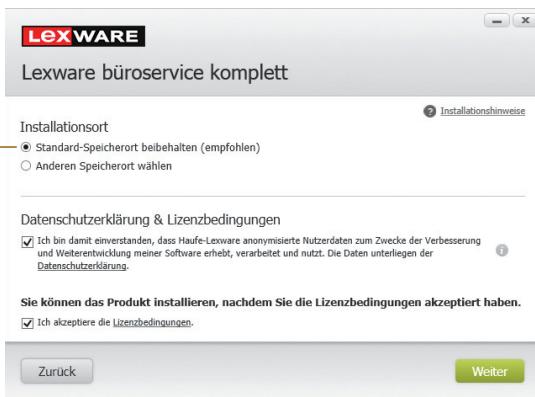 LEXWARE
Lexware büroservice komplett
? Installationshinweise
Installationsort
Standard-Speicherort beibehalten (empfohlen)
Anderen Speicherort wählen
Datenschutzerklärung & Lizenzbedingungen
Ich bin damit einverstanden, dass Haufe-Lexware anonymisierte Nutzerdaten zum Zwecke der Verbesserung
und Weiterentwicklung meiner Software erhebt, verarbeitet und nutzt. Die Daten unterliegen der
Datenschutzerklärung.
Sie können das Produkt installieren, nachdem Sie die Lizenzbedingungen akzeptiert haben.
Ich akzeptiere die Lizenzbedingungen.
Zurück
Weiter